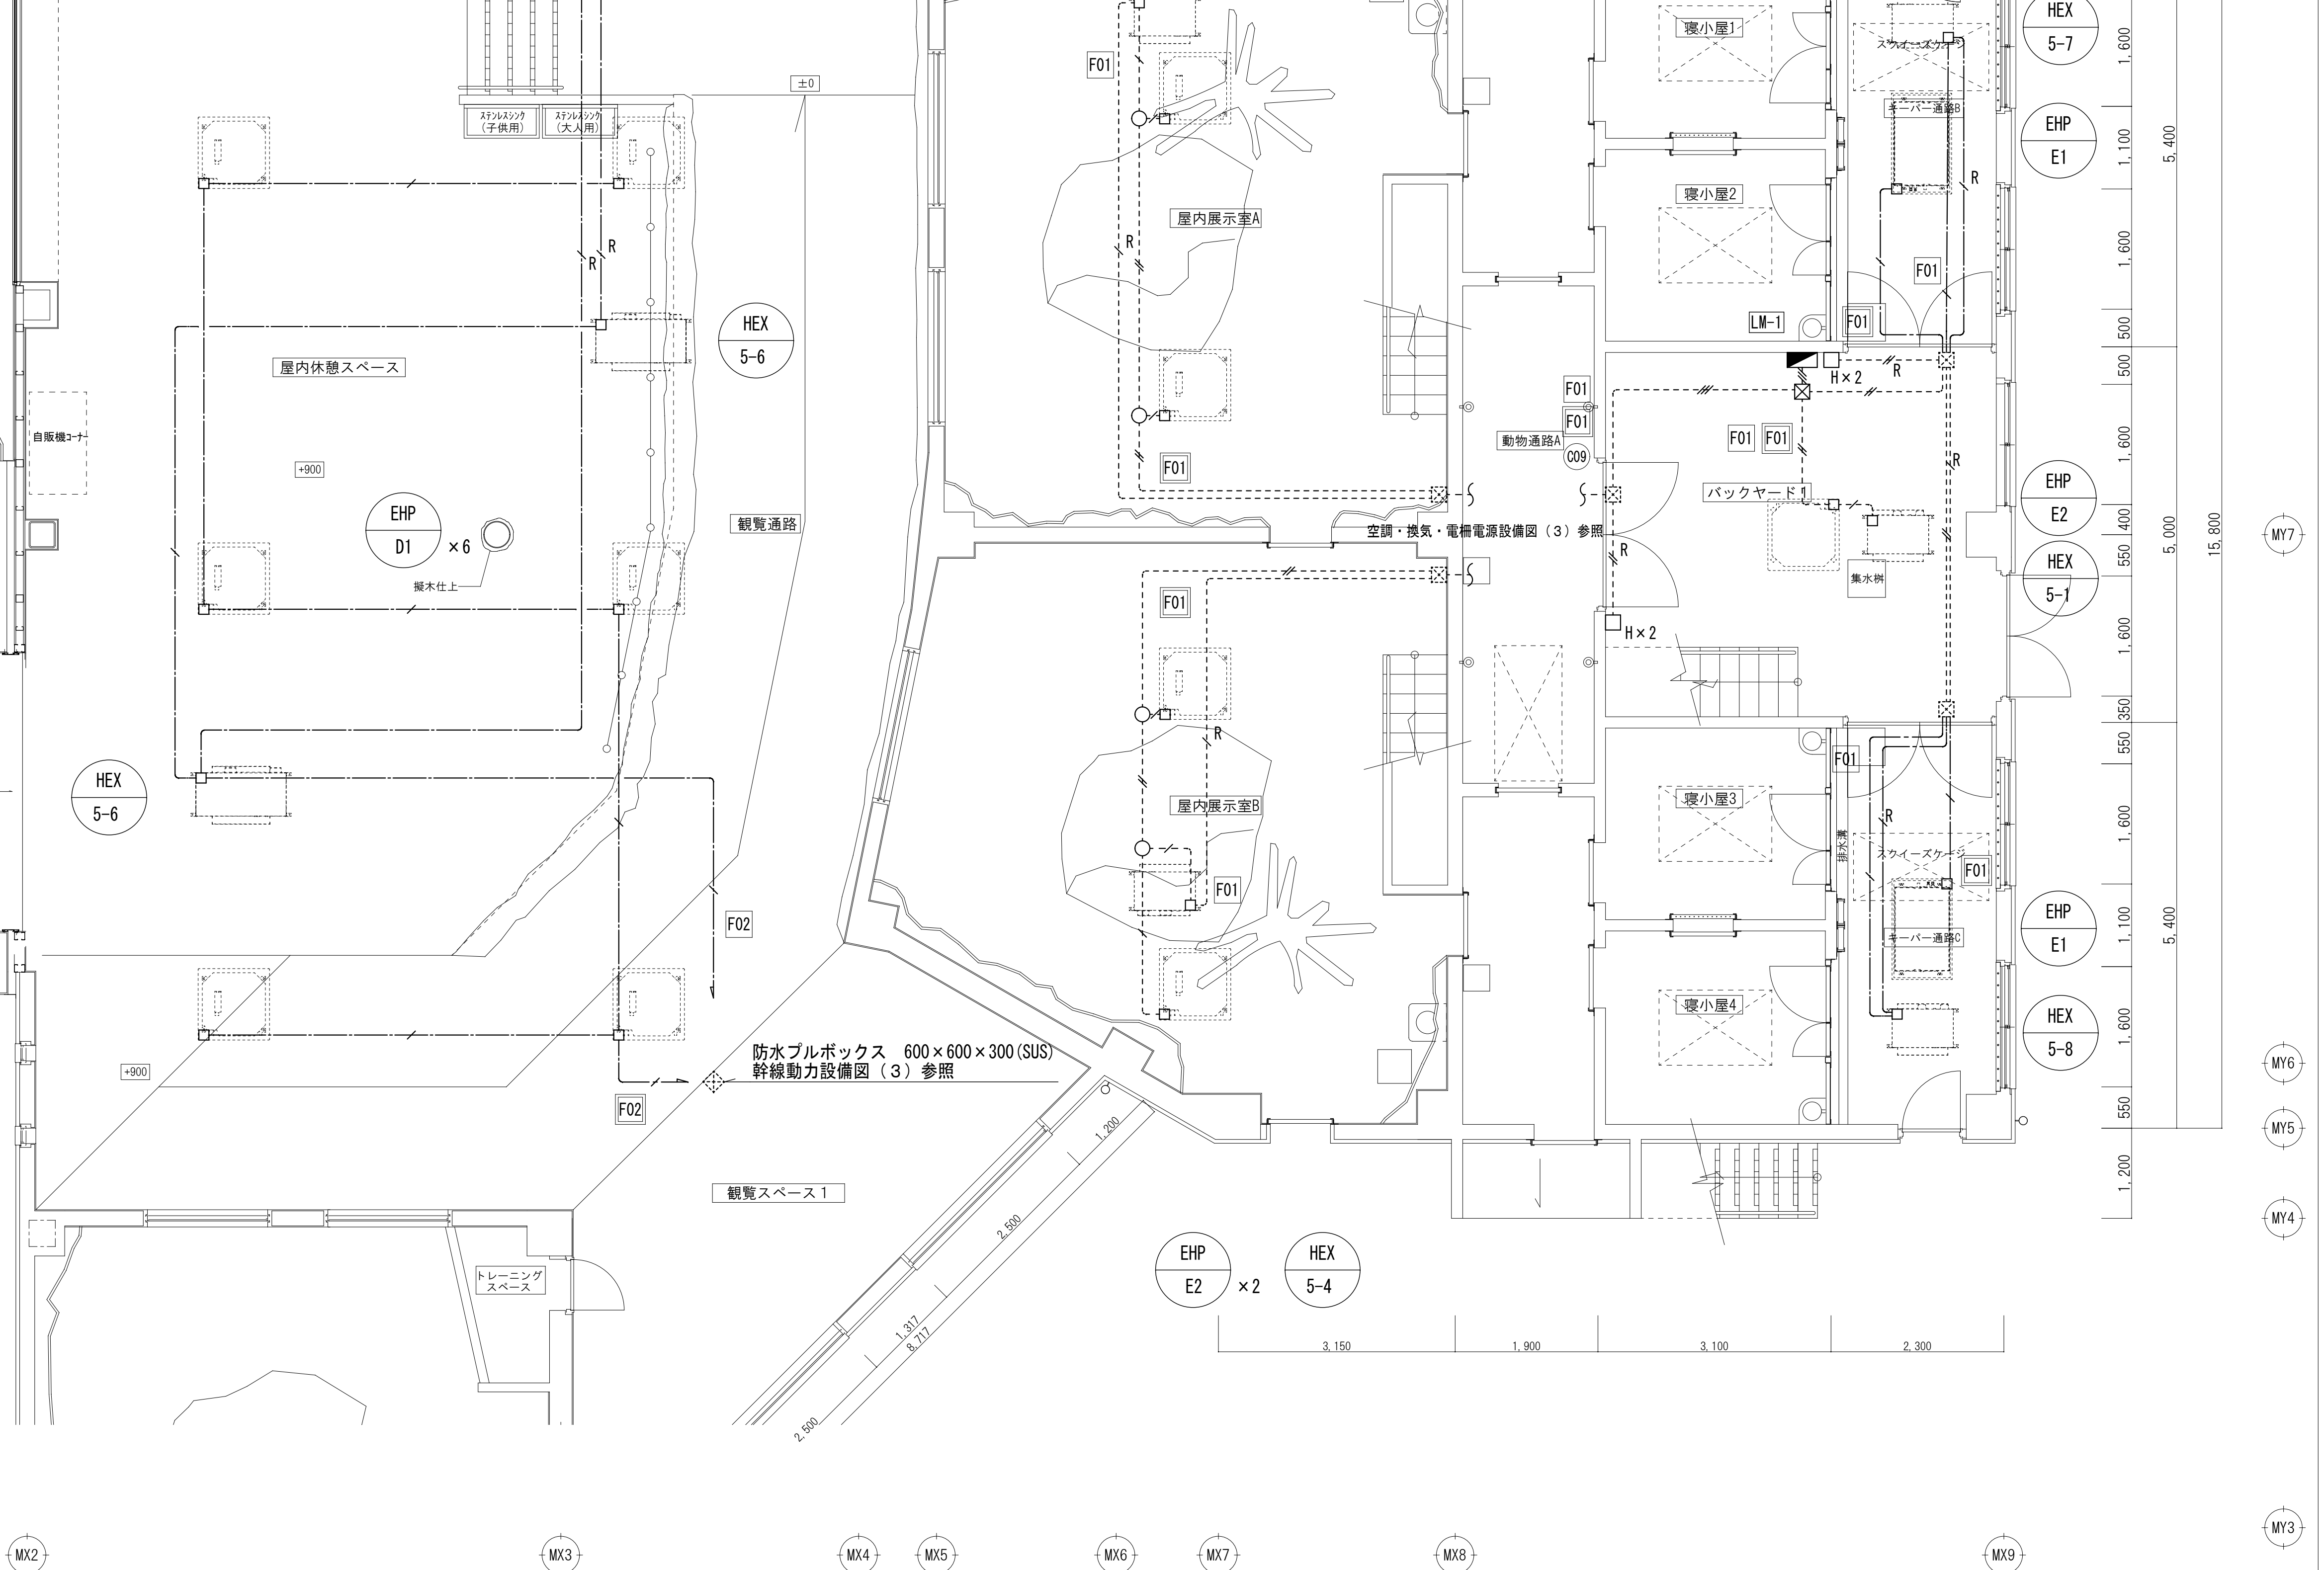 HEX
5-7
寝小屋1
スクイーズケージ
1,600
F01
±0
ステンレスシンク
(子供用)
ステンレスシンク
(大人用)
キーパー通路B
EHP
E1
1,100
5,400
R
寝小屋2
屋内展示室A
R
R
R
1,600
F01
LM-1
F01
HEX
5-6
500
屋内休憩スペース
H×2
R
500
F01
F01
自販機コーナー
動物通路A
F01
F01
1,600
C09
+900
F01
R
バックヤード1
EHP
E2
EHP
D1
×6
観覧通路
空調・換気・電柵電源設備図(3)参照
400
5,000
15,800
MY7
R
550
HEX
5-1
擬木仕上
集水桝
F01
H×2
1,600
350
R
550
F01
HEX
5-6
屋内展示室B
寝小屋3
R
1,600
排水溝
スクイーズケージ
F01
F01
F02
EHP
E1
1,100
5,400
キーパー通路C
寝小屋4
HEX
5-8
1,600
防水プルボックス 600×600×300(SUS)
幹線動力設備図(3)参照
+900
MY6
F02
550
MY5
1,200
1,200
観覧スペース1
MY4
2,500
トレーニング
スペース
EHP
E2
×2
HEX
5-4
1,317
8,717
3,150
1,900
3,100
2,300
2,500
MY3
MX2
MX3
MX4
MX5
MX6
MX7
MX8
MX9